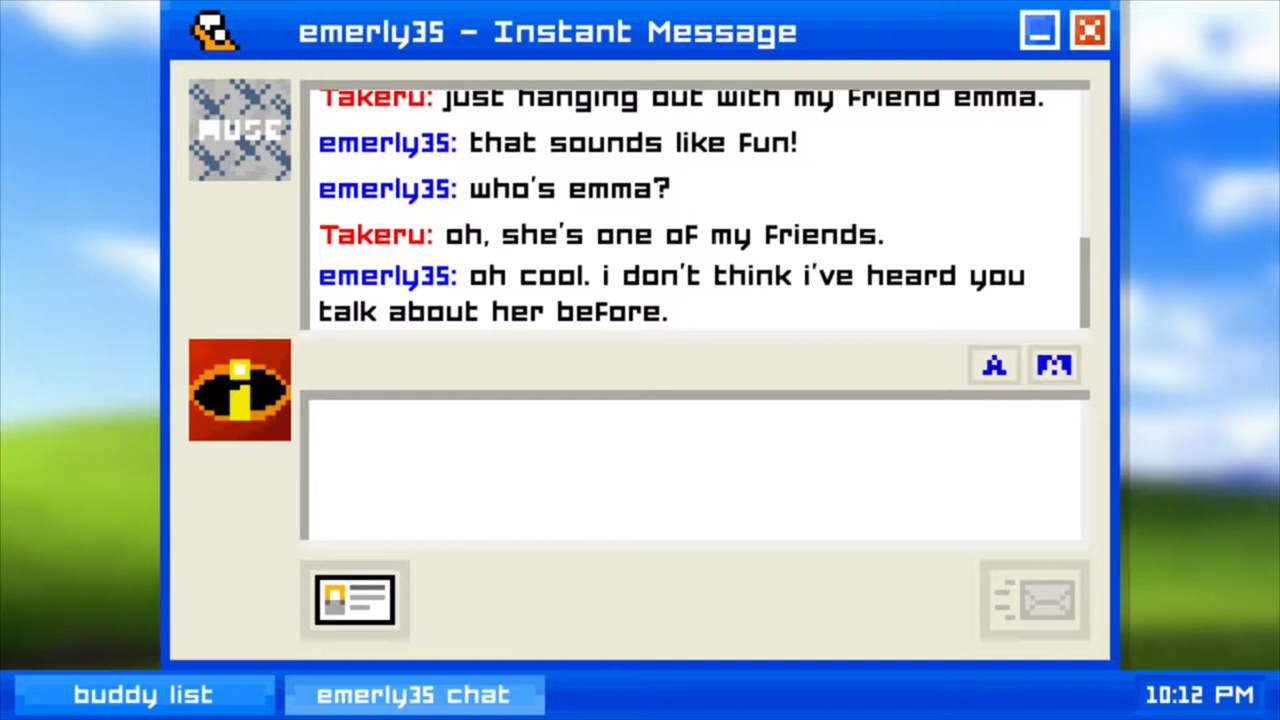 emerly35 - Instant Message
MUSE
Takeru: just hanging out with my friend emma.
emerly35: that sounds like fun!
emerly35: who's emma?
Takeru: oh, she's one of my friends.
emerly35: oh cool. i don't think i've heard you
talk about her before.
i
A
buddy list
emerly35 chat
10:12 PM